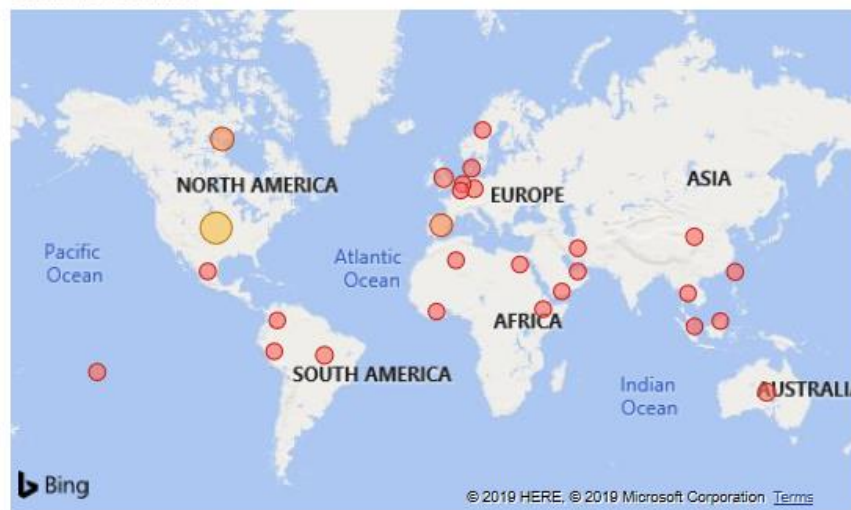 NORTH AMERICA
EUROPE
ASIA
Pacific
Ocean
Atlantic
Ocean
AFRICA
SOUTH AMERICA
Indian
Ocean
AUSTRALIA
Bing
© 2019 HERE, © 2019 Microsoft Corporation Terms